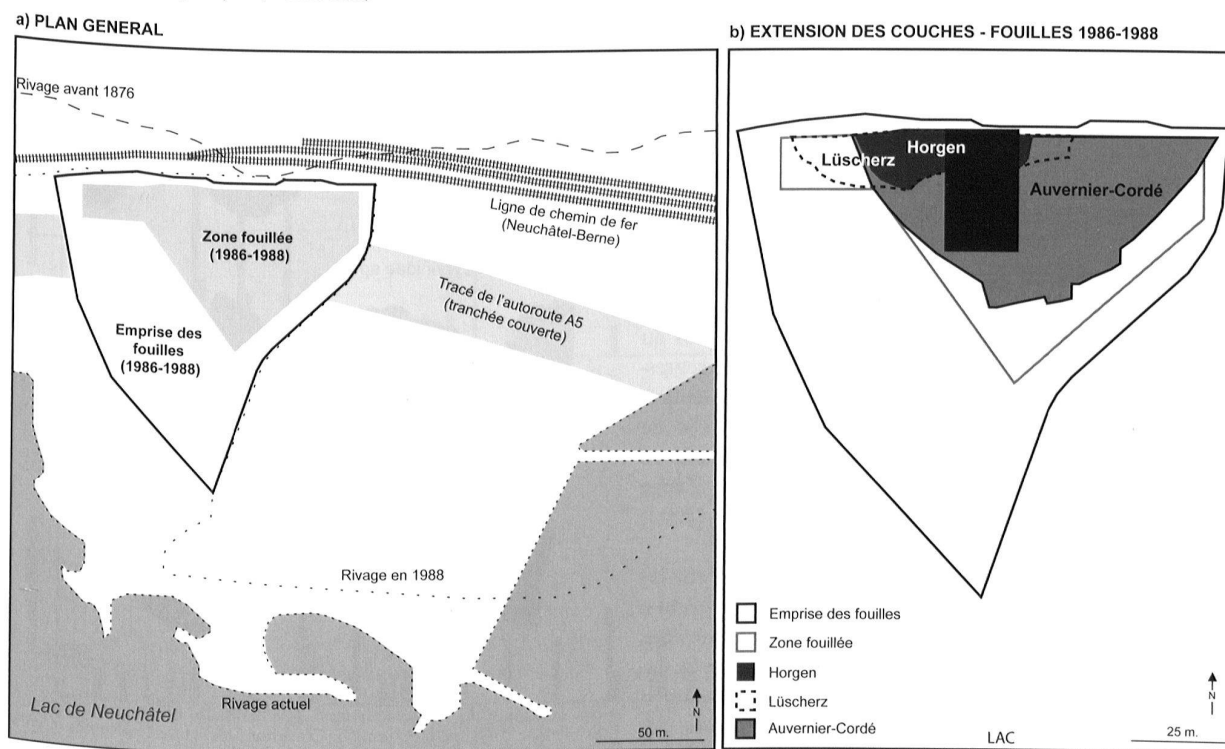 a) PLAN GENERAL
Rivage avant 1876
Ligne de chemin de fer
(Neuchâtel-Berne)
Zone fouillée
(1986-1988)
Tracé de l'autoroute A5
(tranchée couverte)
Emprise des
fouilles
(1986-1988)
Rivage en 1988
Rivage actuel
Lac de Neuchâtel
N
50 m.
b) EXTENSION DES COUCHES - FOUILLES 1986-1988
Lüscherz
Horgen
Auvernier-Cordé
Emprise des fouilles
Zone fouillée
Horgen
Lüscherz
Auvernier-Cordé
LAC
N
25 m.